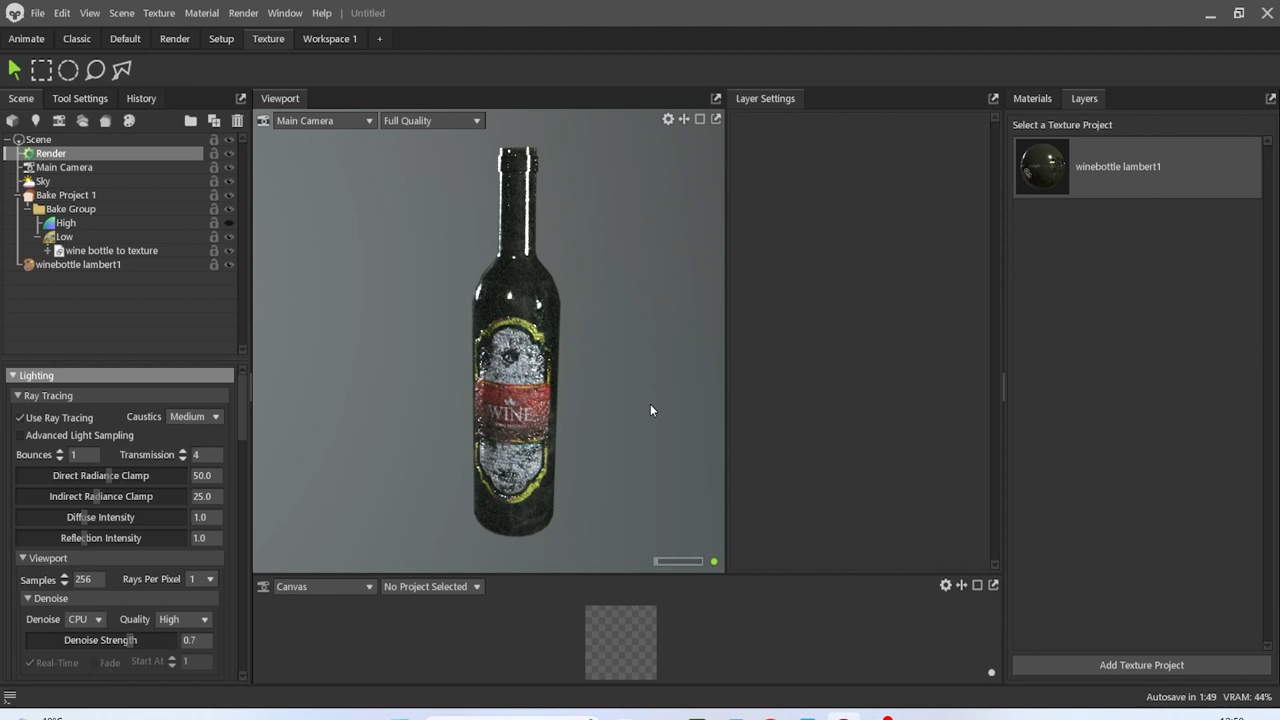 File Edit View Scene Texture Material Render Window Help | Untitled
Animate Classic Default Render Setup Texture Workspace 1 +
Scene Tool Settings History
Viewport
Layer Settings
Materials Layers
Main Camera Full Quality
Select a Texture Project
winebottle lambert1
Scene
Render
Main Camera
Sky
Bake Project 1
Bake Group
High
Low
wine bottle to texture
winebottle lambert1
WINE
Lighting
Ray Tracing
Use Ray Tracing Caustics Medium
Advanced Light Sampling
Bounces 1 Transmission 4
Direct Radiance Clamp 50.0
Indirect Radiance Clamp 25.0
Diffuse Intensity 1.0
Reflection Intensity 1.0
Viewport
Samples 256 Rays Per Pixel 1
Denoise
Denoise CPU Quality High
Denoise Strength 0.7
Real-Time Fade Start At 1
Canvas No Project Selected
Add Texture Project
Autosave in 1:49 VRAM: 44%